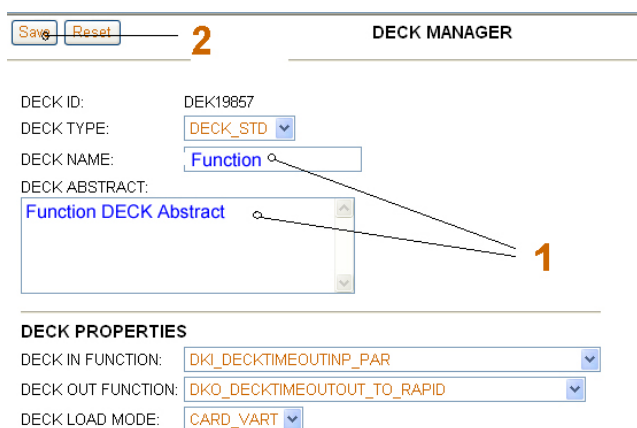 Save Reset 2 DECK MANAGER
DECK ID: DEK19857
DECK TYPE: DECK_STD
DECK NAME: Function
DECK ABSTRACT:
Function DECK Abstract
1
DECK PROPERTIES
DECK IN FUNCTION: DKI_DECKTIMEOUTINP_PAR
DECK OUT FUNCTION: DKO_DECKTIMEOUTOUT_TO_RAPID
DECK LOAD MODE: CARD_VART